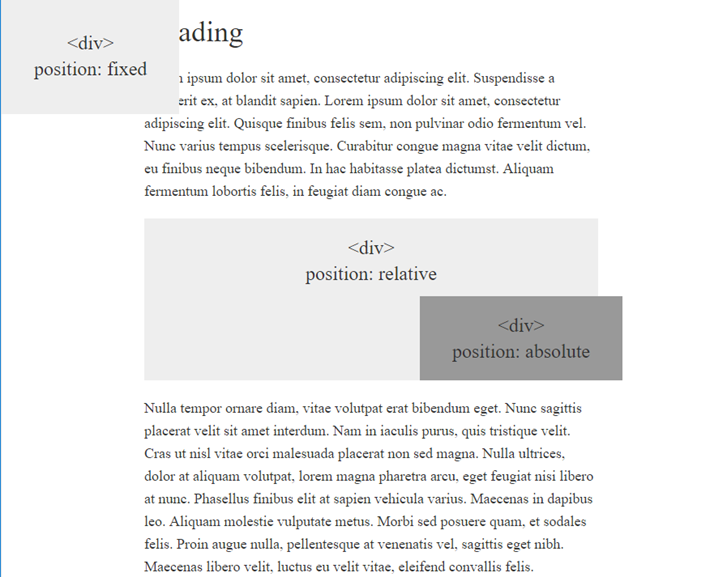 <div>
position: fixed
ading
ipsum dolor sit amet, consectetur adipiscing elit. Suspendisse a
erit ex, at blandit sapien. Lorem ipsum dolor sit amet, consectetur
adipiscing elit. Quisque finibus felis sem, non pulvinar odio fermentum vel.
Nunc varius tempus scelerisque. Curabitur congue magna vitae velit dictum,
eu finibus neque bibendum. In hac habitasse platea dictumst. Aliquam
fermentum lobortis felis, in feugiat diam congue ac.
<div>
position: relative
<div>
position: absolute
Nulla tempor ornare diam, vitae volutpat erat bibendum eget. Nunc sagittis
placerat velit sit amet interdum. Nam in iaculis purus, quis tristique velit.
Cras ut nisl vitae orci malesuada placerat non sed magna. Nulla ultrices,
dolor at aliquam volutpat, lorem magna pharetra arcu, eget feugiat nisi libero
at nunc. Phasellus finibus elit at sapien vehicula varius. Maecenas in dapibus
leo. Aliquam molestie vulputate metus. Morbi sed posuere quam, et sodales
felis. Proin augue nulla, pellentesque at venenatis vel, sagittis eget nibh.
Maecenas libero velit, luctus eu velit vitae, eleifend convallis felis.